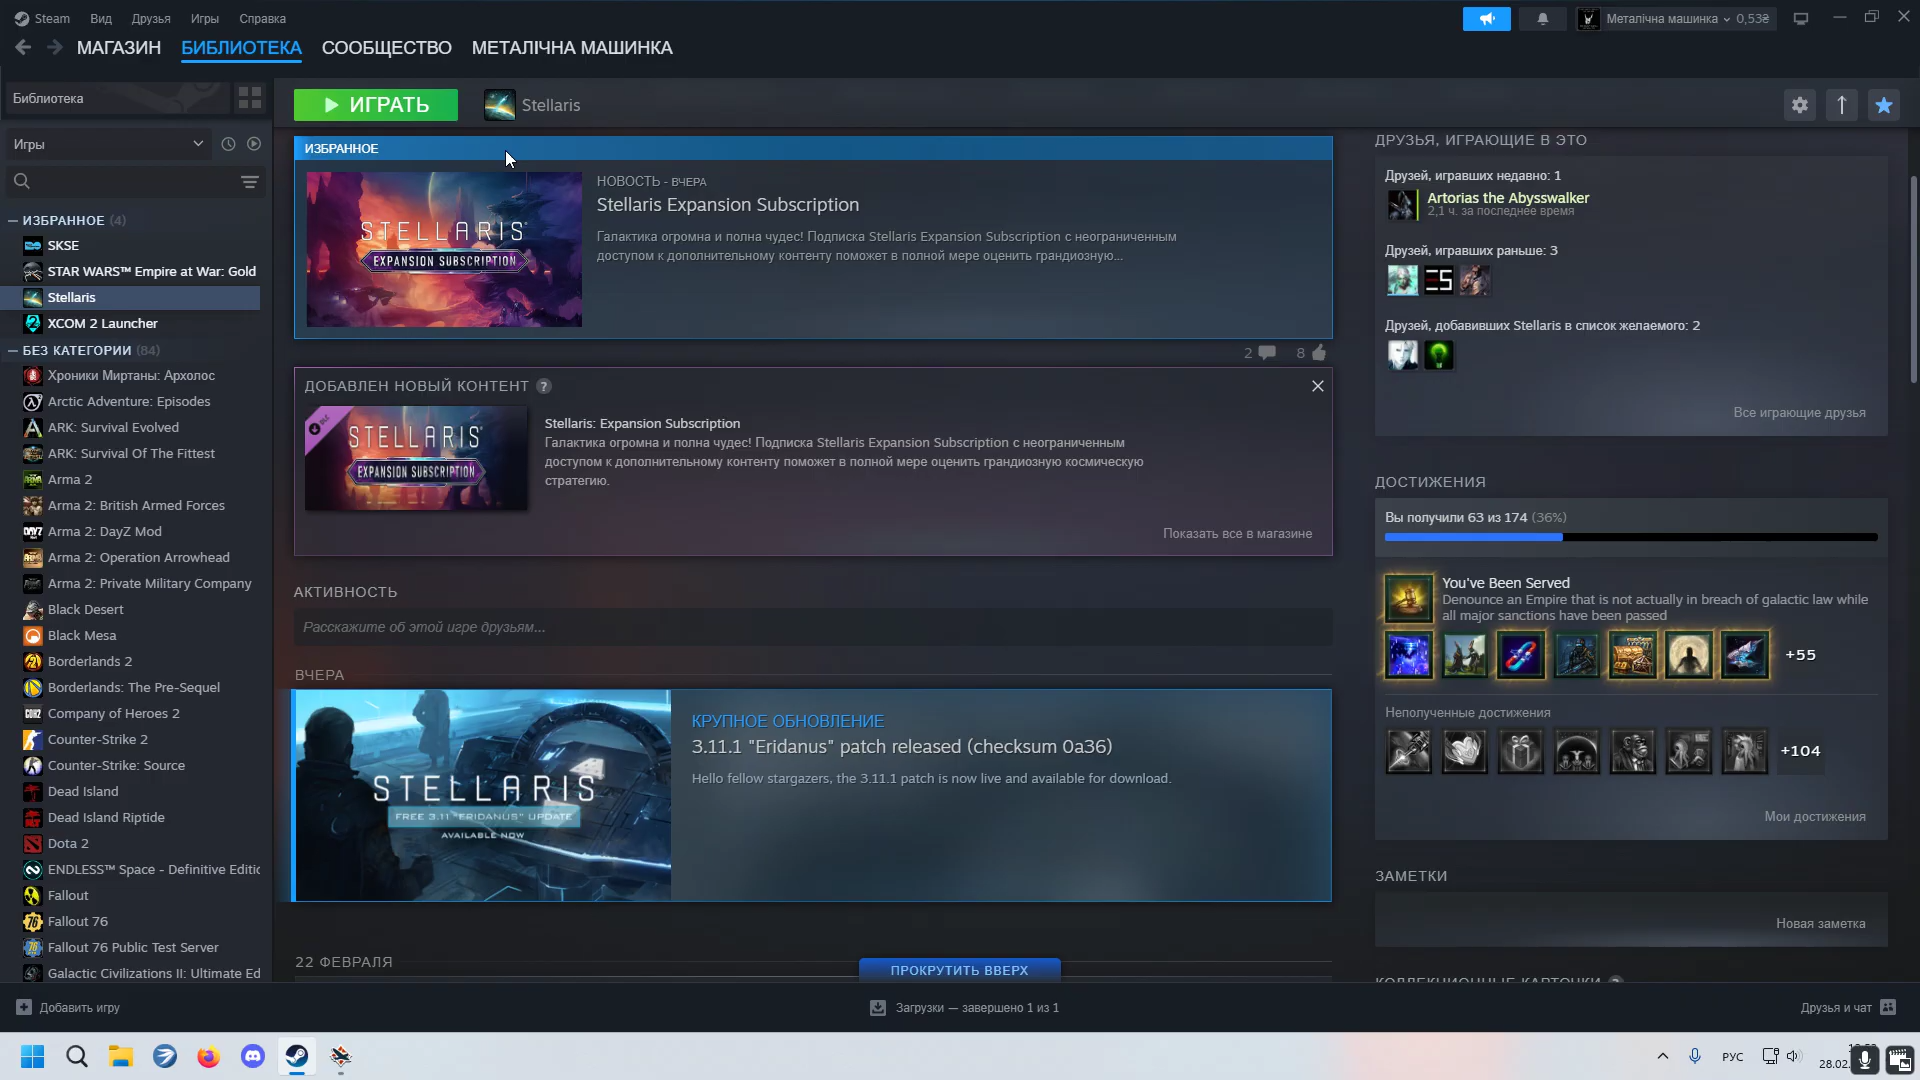 Steam Вид Друзья Игры Справка
Металічна машинка 0,53₴
МАГАЗИН БИБЛИОТЕКА СООБЩЕСТВО МЕТАЛІЧНА МАШИНКА
Библиотека
Игры
ИЗБРАННОЕ (4)
SKSE
STAR WARS™ Empire at War: Gold
Stellaris
XCOM 2 Launcher
БЕЗ КАТЕГОРИИ (84)
Хроники Миртаны: Архолос
Arctic Adventure: Episodes
ARK: Survival Evolved
ARK: Survival Of The Fittest
Arma 2
Arma 2: British Armed Forces
Arma 2: DayZ Mod
Arma 2: Operation Arrowhead
Arma 2: Private Military Company
Black Desert
Black Mesa
Borderlands 2
Borderlands: The Pre-Sequel
Company of Heroes 2
Counter-Strike 2
Counter-Strike: Source
Dead Island
Dead Island Riptide
Dota 2
ENDLESS™ Space - Definitive Editic
Fallout
Fallout 76
Fallout 76 Public Test Server
Galactic Civilizations II: Ultimate Ed
ИГРАТЬ
Stellaris
ИЗБРАННОЕ
STELLARIS
EXPANSION SUBSCRIPTION
НОВОСТЬ - ВЧЕРА
Stellaris Expansion Subscription
Галактика огромна и полна чудес! Подписка Stellaris Expansion Subscription с неограниченным
доступом к дополнительному контенту поможет в полной мере оценить грандиозную...
2 8
ДОБАВЛЕН НОВЫЙ КОНТЕНТ ?
DLC
STELLARIS
EXPANSION SUBSCRIPTION
Stellaris: Expansion Subscription
Галактика огромна и полна чудес! Подписка Stellaris Expansion Subscription с неограниченным
доступом к дополнительному контенту поможет в полной мере оценить грандиозную космическую
стратегию.
Показать все в магазине
АКТИВНОСТЬ
Расскажите об этой игре друзьям...
ВЧЕРА
STELLARIS
FREE 3.11 "ERIDANUS" UPDATE
AVAILABLE NOW
КРУПНОЕ ОБНОВЛЕНИЕ
3.11.1 "Eridanus" patch released (checksum 0a36)
Hello fellow stargazers, the 3.11.1 patch is now live and available for download.
22 ФЕВРАЛЯ
ПРОКРУТИТЬ ВВЕРХ
ДРУЗЬЯ, ИГРАЮЩИЕ В ЭТО
Друзей, игравших недавно: 1
Artorias the Abysswalker
2,1 ч. за последнее время
Друзей, игравших раньше: 3
Друзей, добавивших Stellaris в список желаемого: 2
Все играющие друзья
ДОСТИЖЕНИЯ
Вы получили 63 из 174 (36%)
You've Been Served
Denounce an Empire that is not actually in breach of galactic law while
all major sanctions have been passed
+55
Неполученные достижения
+104
Мои достижения
ЗАМЕТКИ
Новая заметка
КОЛЛЕКЦИОННЫЕ КАРТОЧКИ ?
Добавить игру
Загрузки — завершено 1 из 1
Друзья и чат
РУС
28.02.